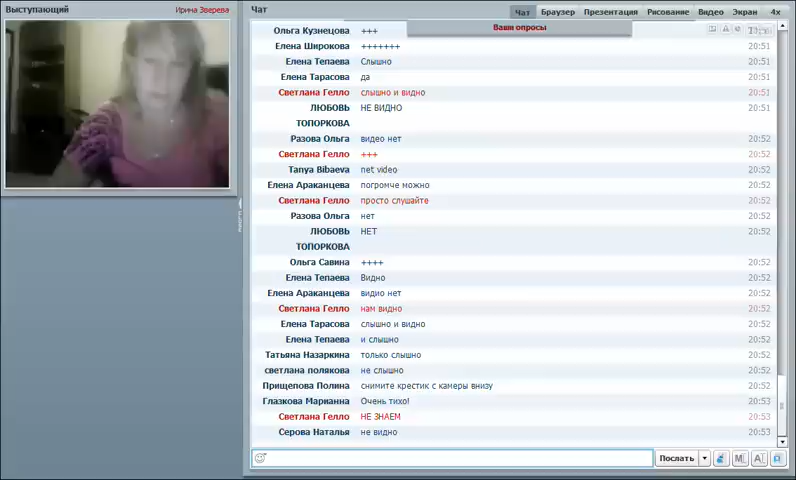 Выступающий Ирина Зверева
Чат Чат Браузер Презентация Рисование Видео Экран 4x
Ваши опросы
Ольга Кузнецова +++
Елена Широкова +++++++ 20:51
Елена Тепаева Слышно 20:51
Елена Тарасова да 20:51
Светлана Гелло слышно и видно 20:51
ЛЮБОВЬ НЕ ВИДНО 20:51
ТОПОРКОВА
Разова Ольга видео нет 20:52
Светлана Гелло +++ 20:52
Tanya Bibaeva net video 20:52
Елена Араканцева погромче можно 20:52
Светлана Гелло просто слушайте 20:52
Разова Ольга нет 20:52
ЛЮБОВЬ НЕТ 20:52
ТОПОРКОВА
Ольга Савина ++++ 20:52
Елена Тепаева Видно 20:52
Елена Араканцева видио нет 20:52
Светлана Гелло нам видно 20:52
Елена Тарасова слышно и видно 20:52
Елена Тепаева и слышно 20:52
Татьяна Назаркина только слышно 20:52
светлана полякова не слышно 20:52
Прищепова Полина снимите крестик с камеры внизу 20:52
Глазкова Марианна Очень тихо! 20:53
Светлана Гелло НЕ ЗНАЕМ 20:53
Серова Наталья не видно 20:53
Послать